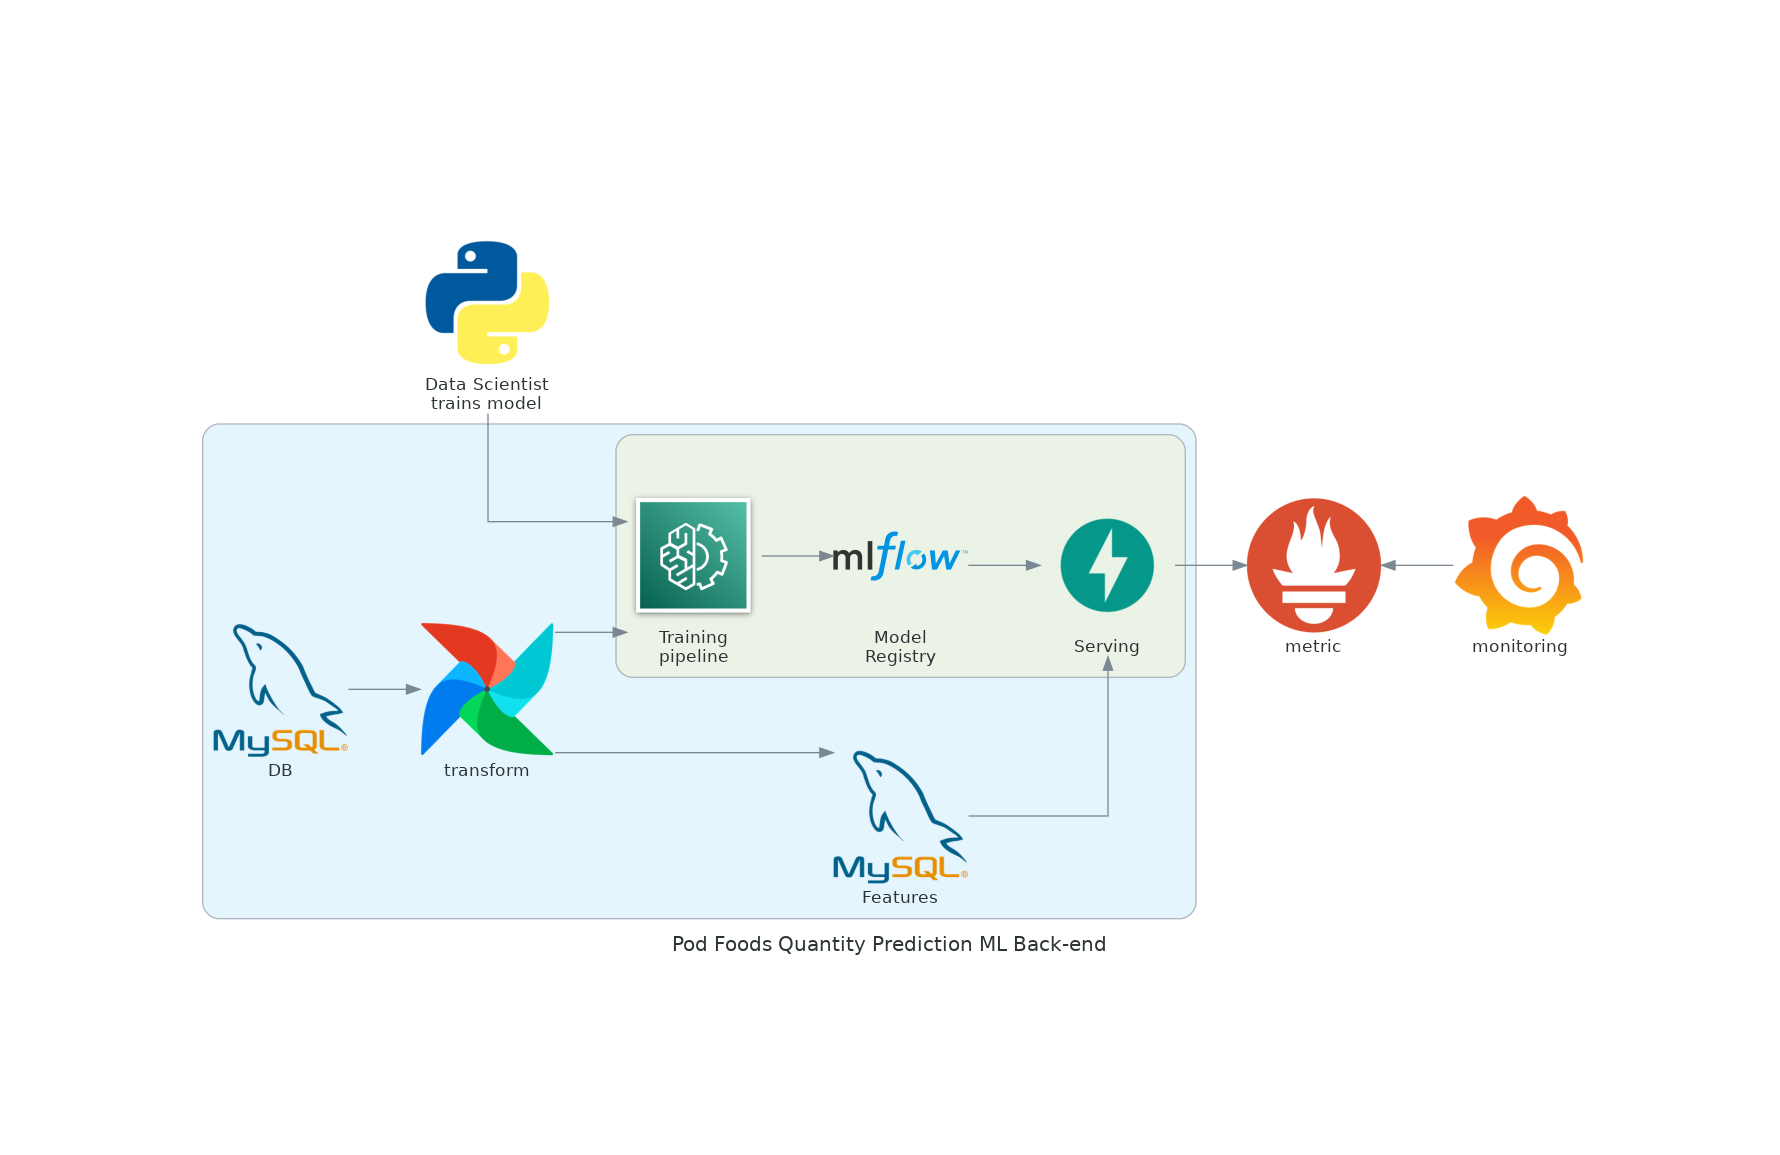 Data Scientist
trains model
mlflow™
Training
pipeline
Model
Registry
Serving
metric
monitoring
MySQL®
DB
transform
MySQL®
Features
Pod Foods Quantity Prediction ML Back-end